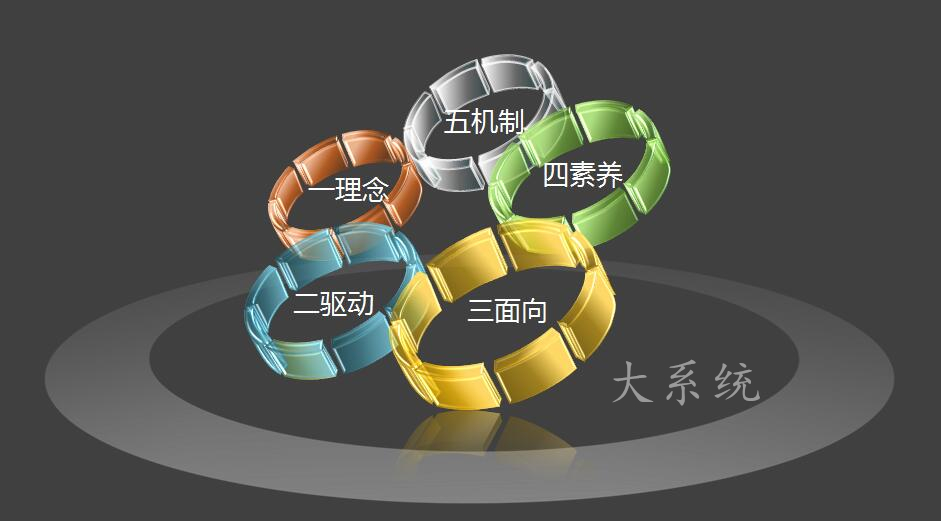 五机制
四素养
一理念
二驱动
三面向
大系统